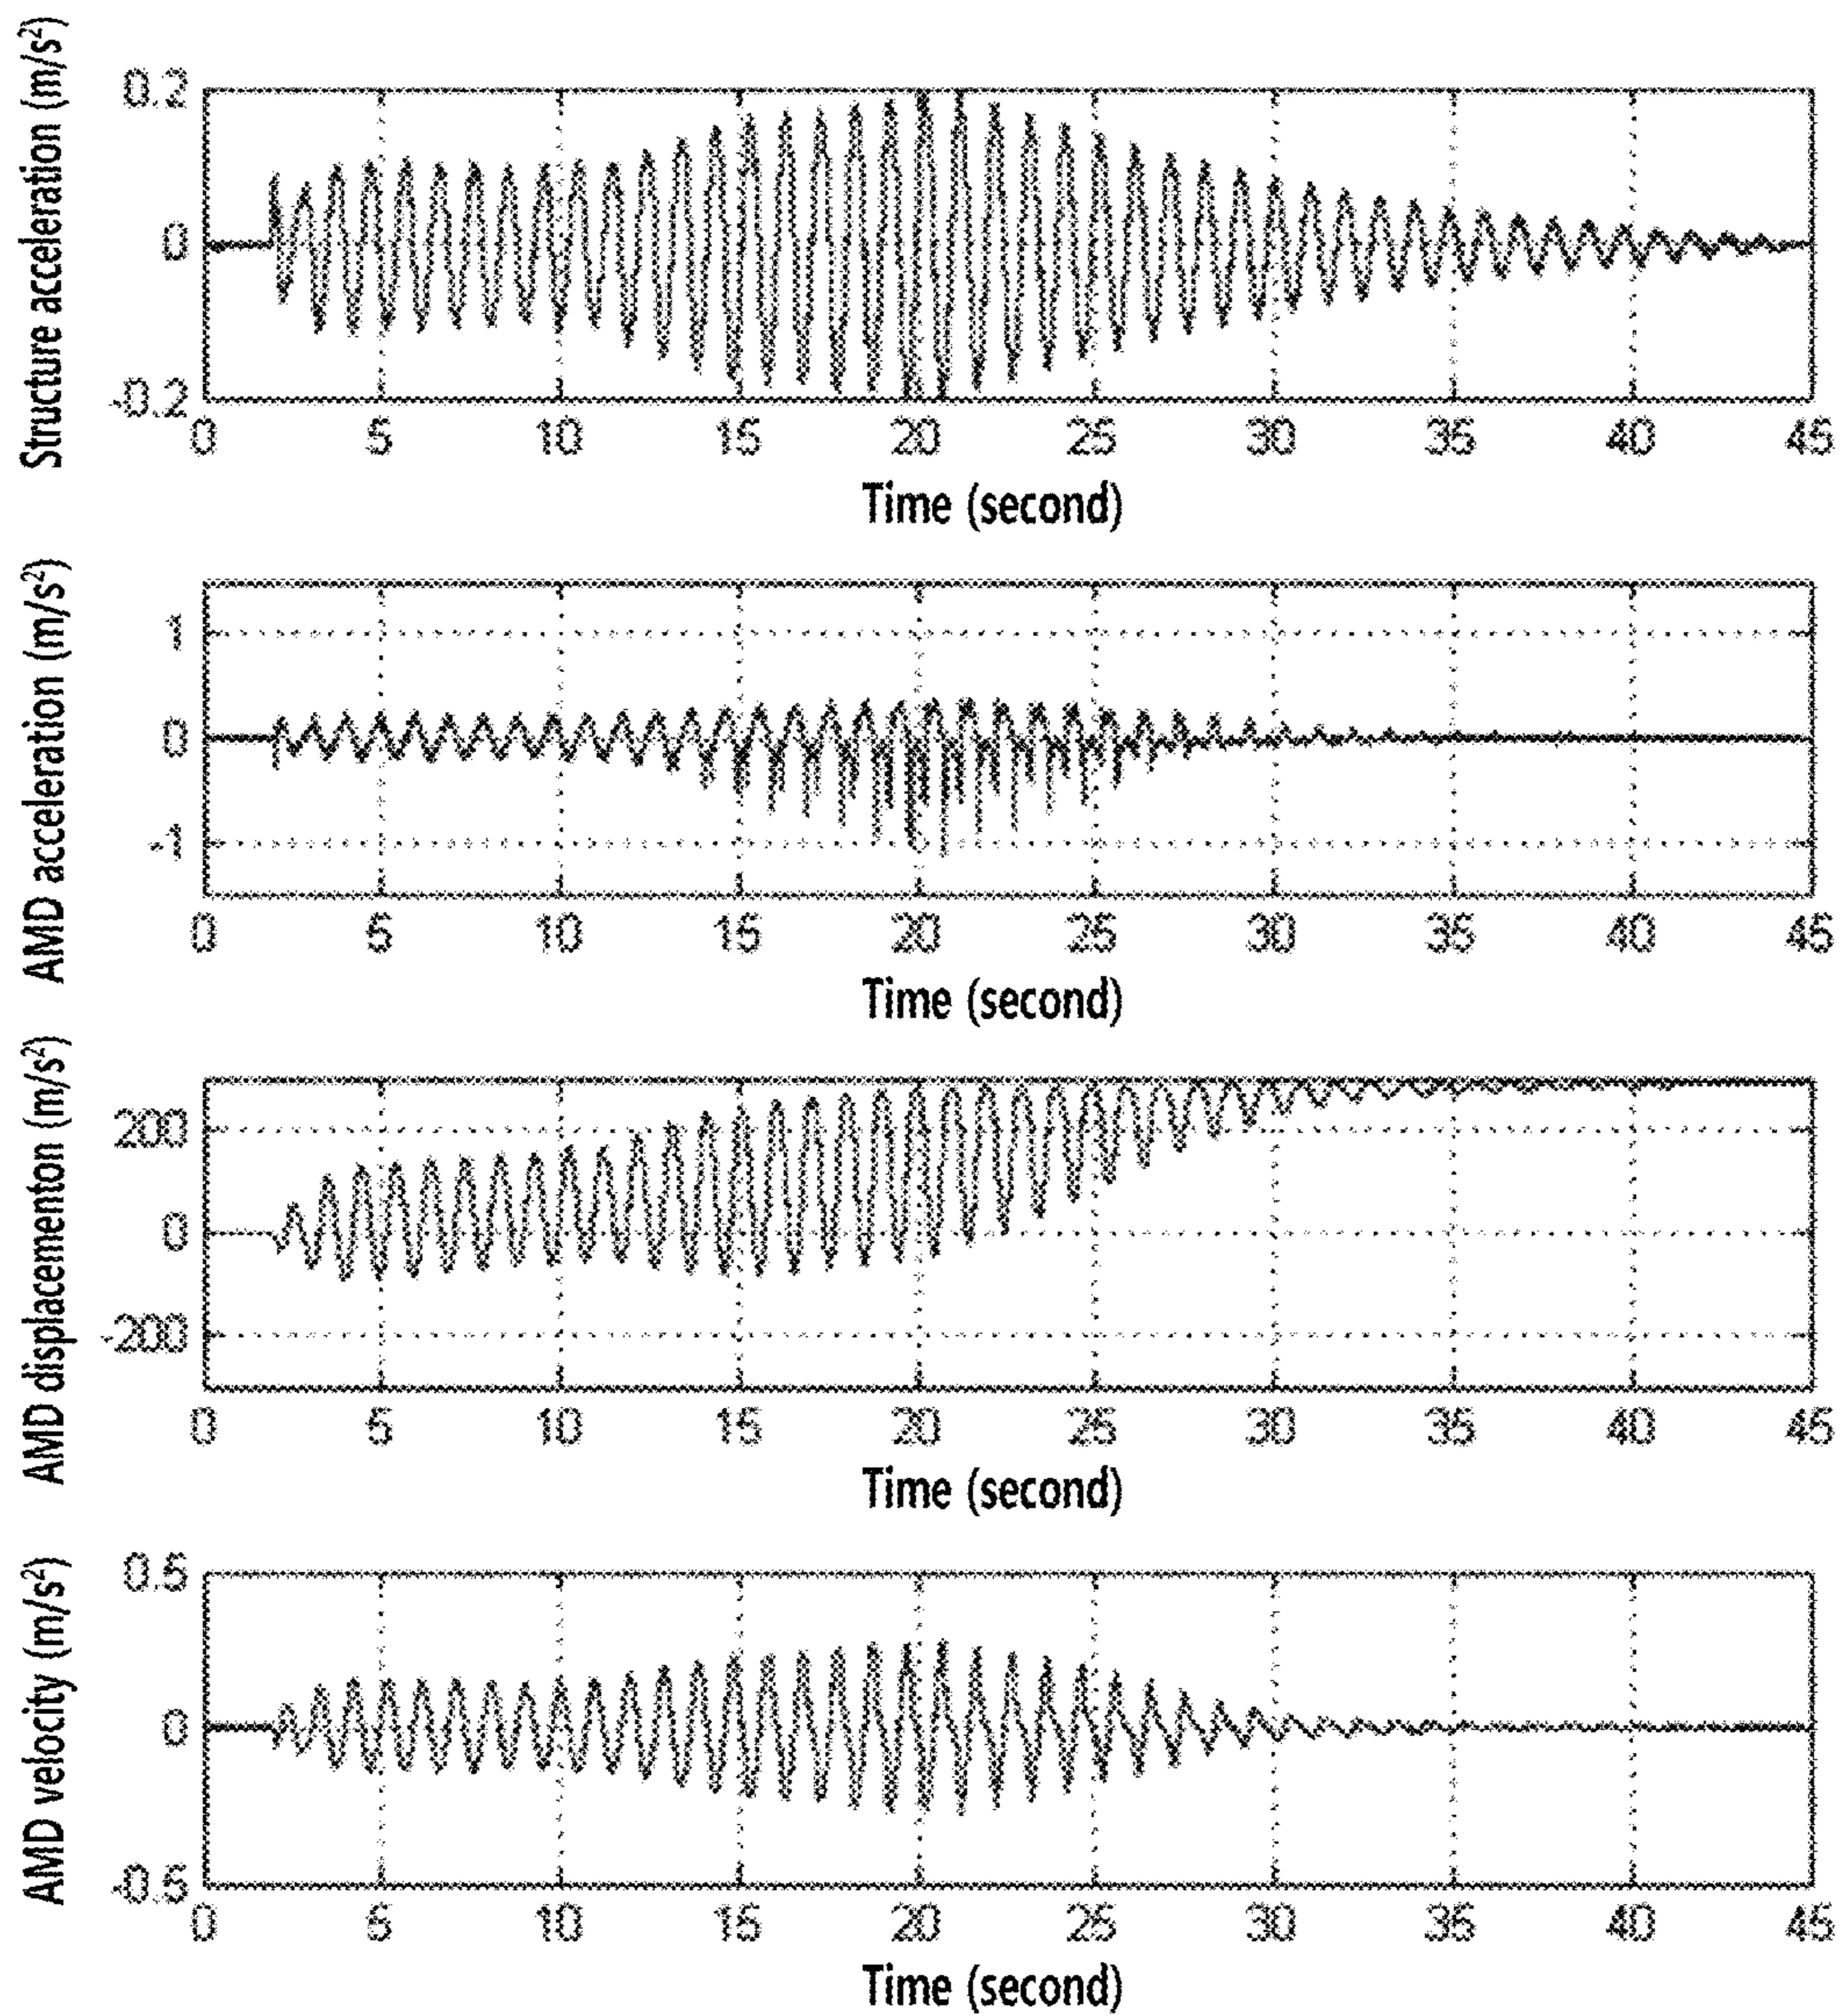 Structure acceleration (m/s²)
0.2
0
-0.2
0 5 10 15 20 25 30 35 40 45
Time (second)
AMD acceleration (m/s²)
1
0
-1
0 5 10 15 20 25 30 35 40 45
Time (second)
AMD displacementon (m/s²)
200
0
-200
0 5 10 15 20 25 30 35 40 45
Time (second)
AMD velocity (m/s²)
0.5
0
-0.5
0 5 10 15 20 25 30 35 40 45
Time (second)